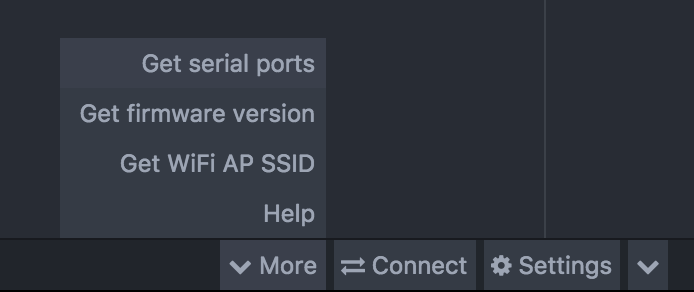 Get serial ports
Get firmware version
Get WiFi AP SSID
Help
More Connect Settings